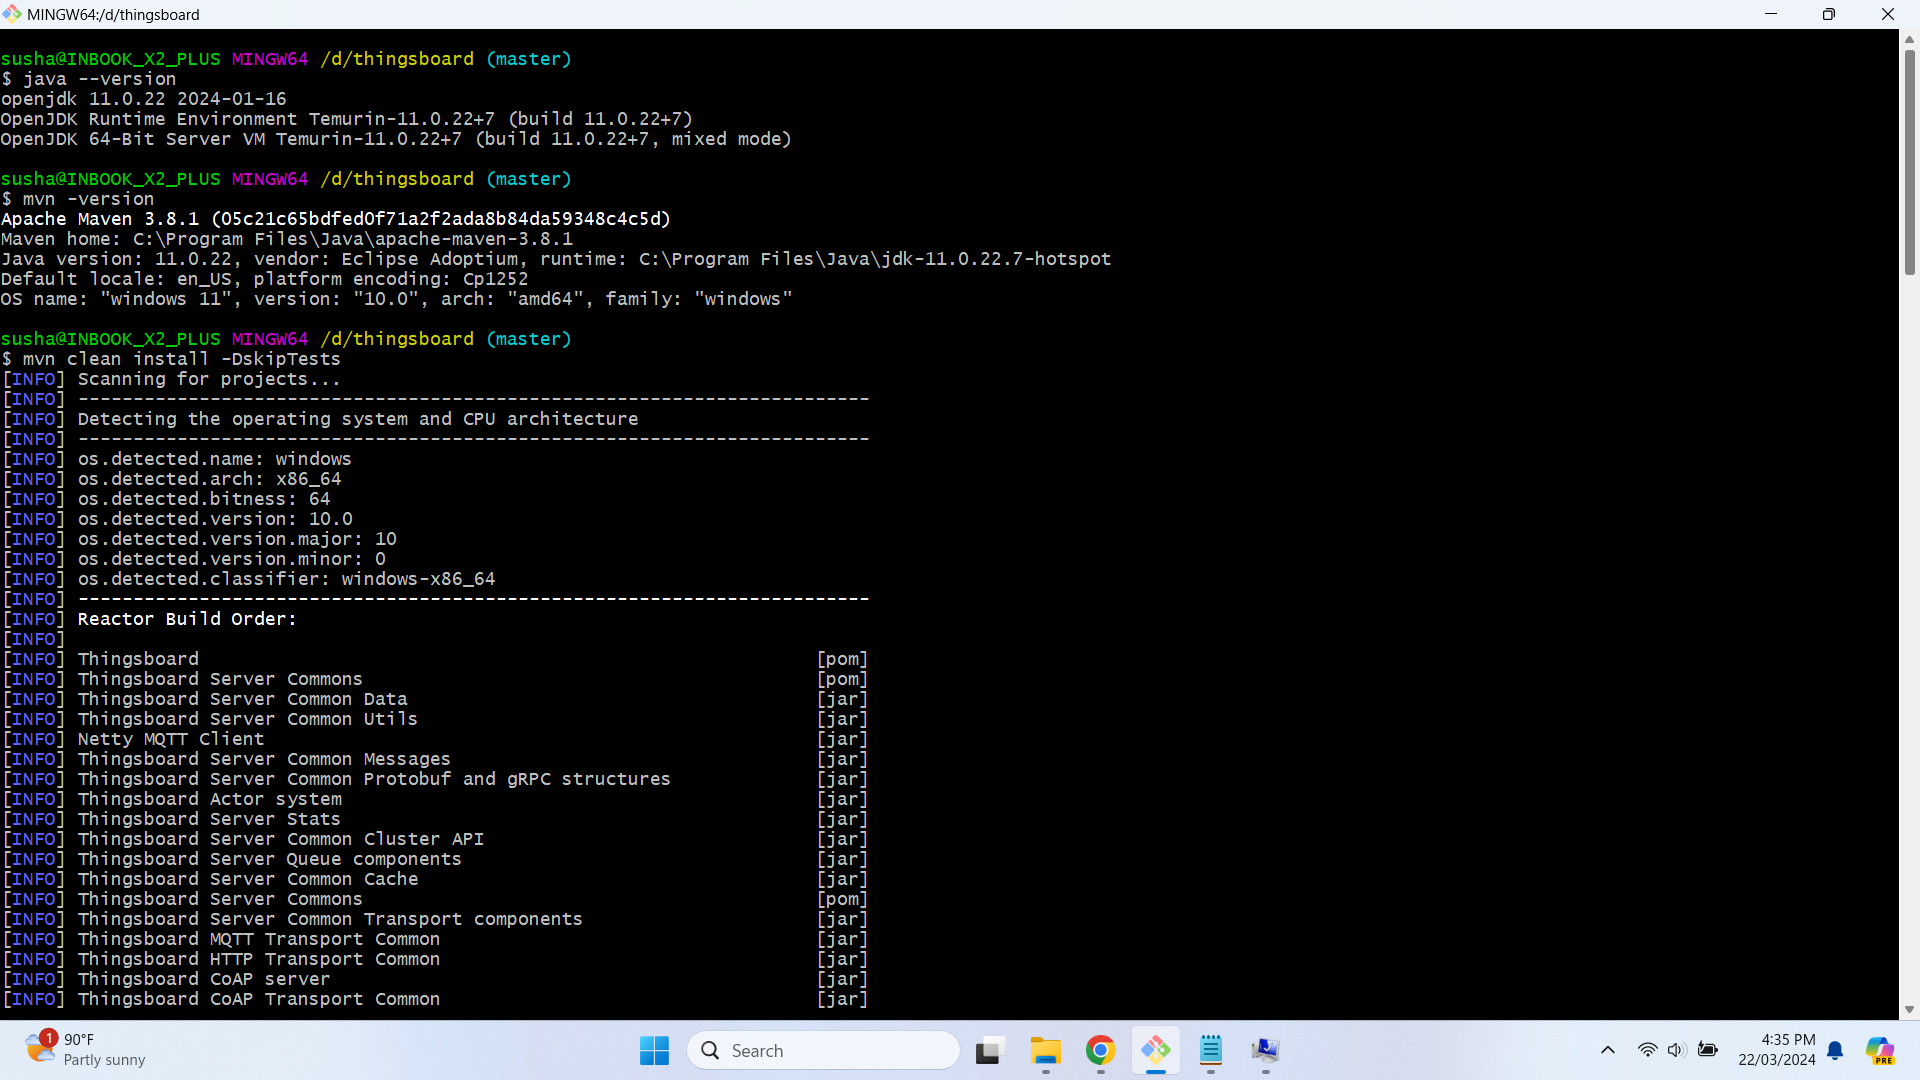 MINGW64:/d/thingsboard
susha@INBOOK_X2_PLUS MINGW64 /d/thingsboard (master)
$ java --version
openjdk 11.0.22 2024-01-16
OpenJDK Runtime Environment Temurin-11.0.22+7 (build 11.0.22+7)
OpenJDK 64-Bit Server VM Temurin-11.0.22+7 (build 11.0.22+7, mixed mode)
susha@INBOOK_X2_PLUS MINGW64 /d/thingsboard (master)
$ mvn -version
Apache Maven 3.8.1 (05c21c65bdfed0f71a2f2ada8b84da59348c4c5d)
Maven home: C:\Program Files\Java\apache-maven-3.8.1
Java version: 11.0.22, vendor: Eclipse Adoptium, runtime: C:\Program Files\Java\jdk-11.0.22.7-hotspot
Default locale: en_US, platform encoding: Cp1252
OS name: "windows 11", version: "10.0", arch: "amd64", family: "windows"
susha@INBOOK_X2_PLUS MINGW64 /d/thingsboard (master)
$ mvn clean install -DskipTests
[INFO] Scanning for projects...
[INFO] ------------------------------------------------------------------------
[INFO] Detecting the operating system and CPU architecture
[INFO] ------------------------------------------------------------------------
[INFO] os.detected.name: windows
[INFO] os.detected.arch: x86_64
[INFO] os.detected.bitness: 64
[INFO] os.detected.version: 10.0
[INFO] os.detected.version.major: 10
[INFO] os.detected.version.minor: 0
[INFO] os.detected.classifier: windows-x86_64
[INFO] ------------------------------------------------------------------------
[INFO] Reactor Build Order:
[INFO]
[INFO] Thingsboard [pom]
[INFO] Thingsboard Server Commons [pom]
[INFO] Thingsboard Server Common Data [jar]
[INFO] Thingsboard Server Common Utils [jar]
[INFO] Netty MQTT Client [jar]
[INFO] Thingsboard Server Common Messages [jar]
[INFO] Thingsboard Server Common Protobuf and gRPC structures [jar]
[INFO] Thingsboard Actor system [jar]
[INFO] Thingsboard Server Stats [jar]
[INFO] Thingsboard Server Common Cluster API [jar]
[INFO] Thingsboard Server Queue components [jar]
[INFO] Thingsboard Server Common Cache [jar]
[INFO] Thingsboard Server Commons [pom]
[INFO] Thingsboard Server Common Transport components [jar]
[INFO] Thingsboard MQTT Transport Common [jar]
[INFO] Thingsboard HTTP Transport Common [jar]
[INFO] Thingsboard CoAP server [jar]
[INFO] Thingsboard CoAP Transport Common [jar]
1
90°F
Partly sunny
Search
4:35 PM
22/03/2024
PRE